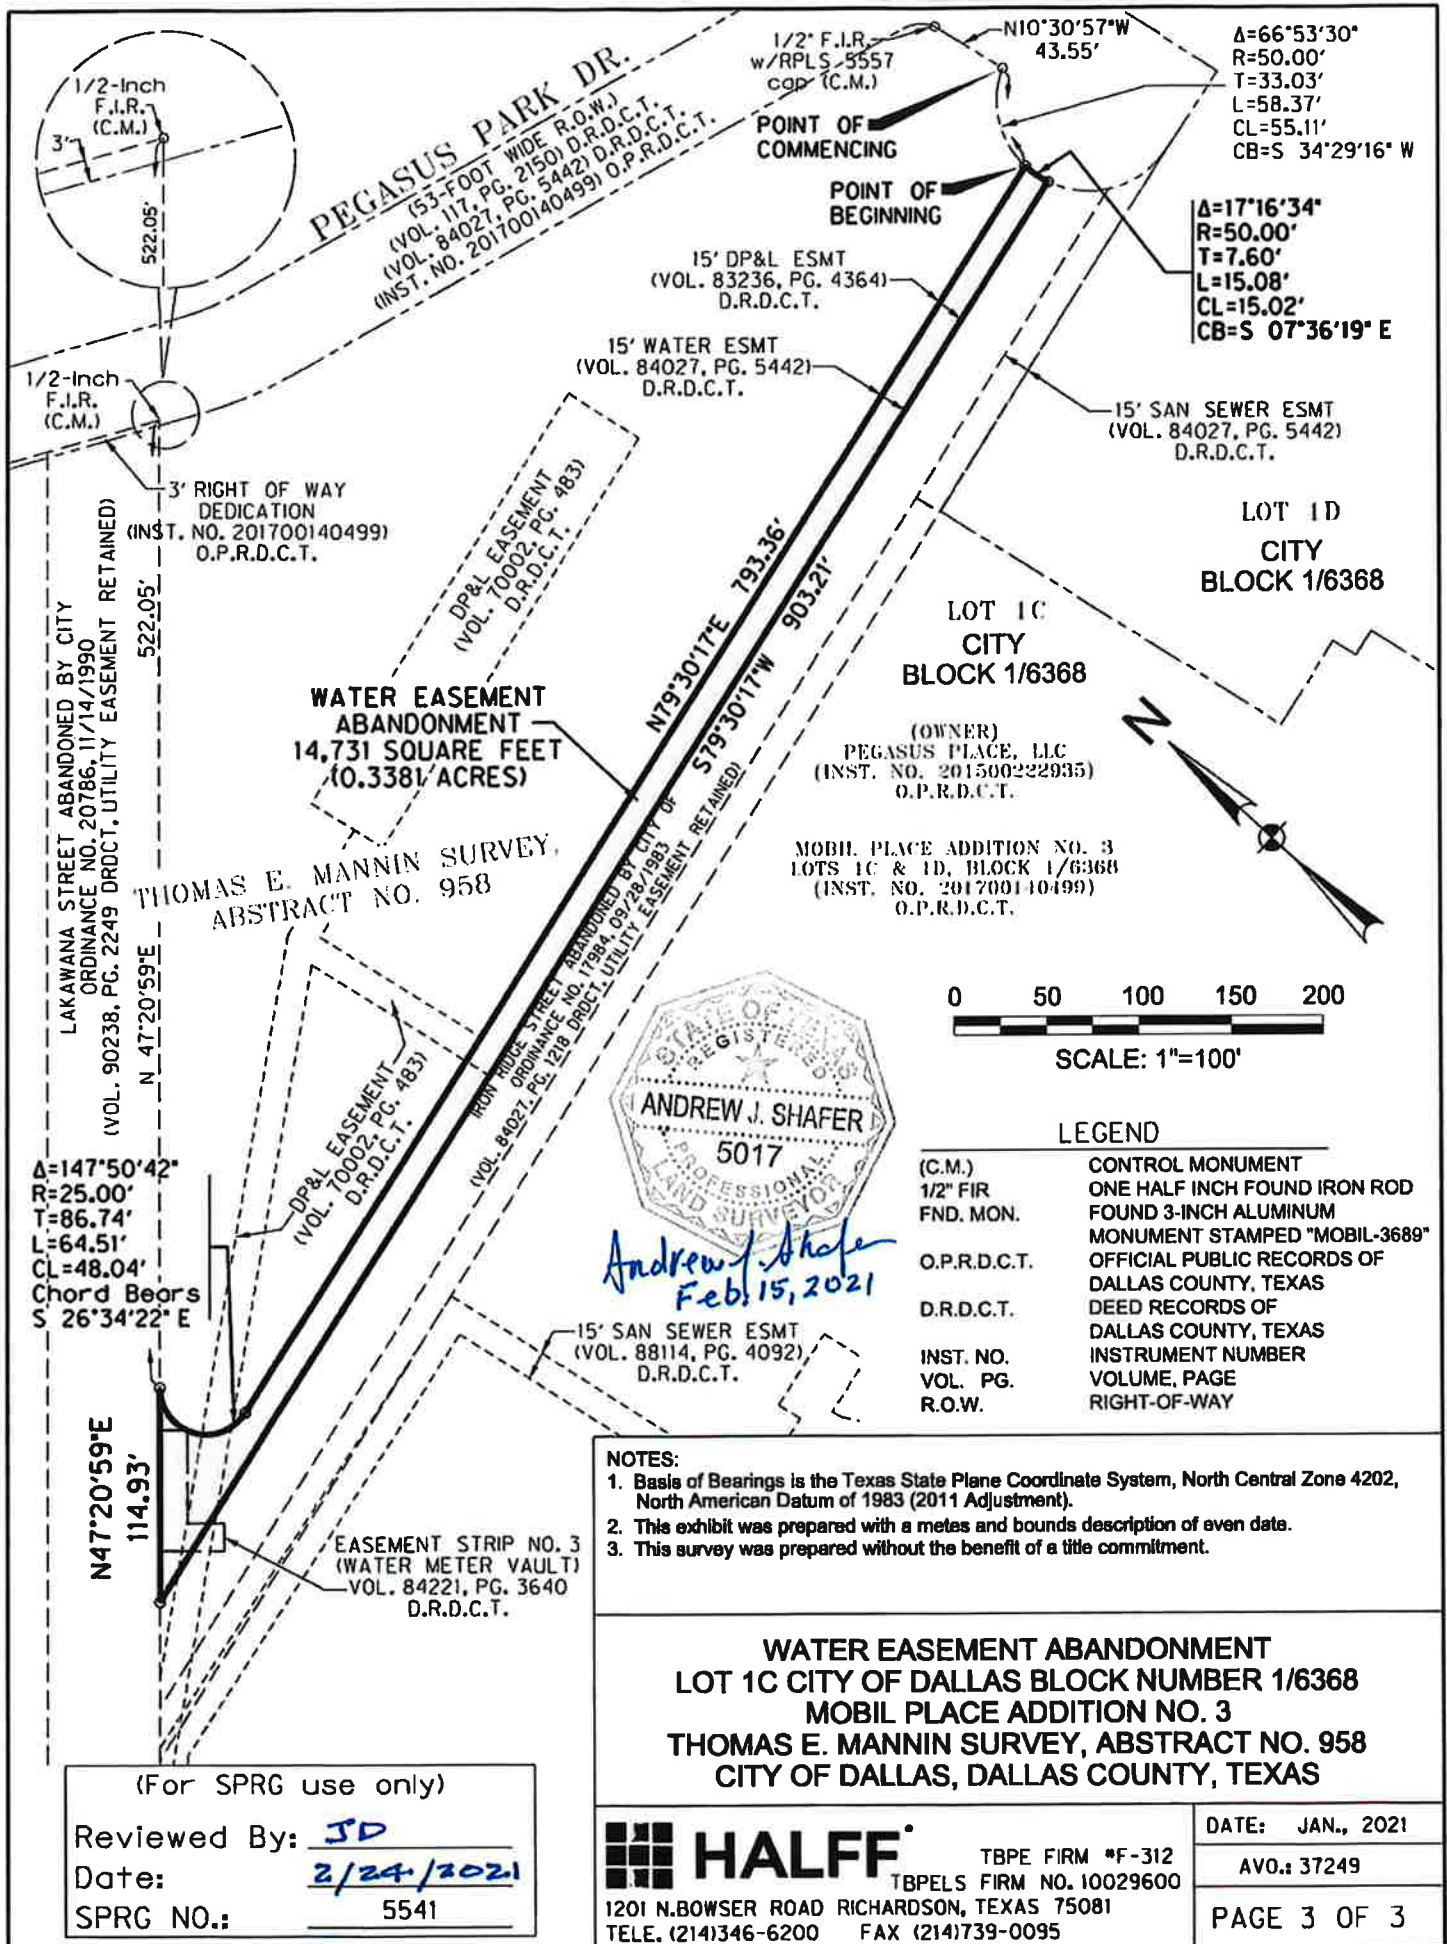 1/2-Inch
F.I.R.
(C.M.)
3'
522.05'
PEGASUS PARK DR.
(53-FOOT WIDE R.O.W.)
(VOL. 117, PG. 2150) D.R.D.C.T.
(VOL. 84027, PG. 5442) D.R.D.C.T.
(INST. NO. 201700140499) O.P.R.D.C.T.
1/2" F.I.R.
w/RPLS 5557
cap (C.M.)
N10°30'57"W
43.55'
Δ=66°53'30"
R=50.00'
T=33.03'
L=58.37'
CL=55.11'
CB=S 34°29'16" W
POINT OF
COMMENCING
POINT OF
BEGINNING
Δ=17°16'34"
R=50.00'
T=7.60'
L=15.08'
CL=15.02'
CB=S 07°36'19" E
15' DP&L ESMT
(VOL. 83236, PG. 4364)
D.R.D.C.T.
15' WATER ESMT
(VOL. 84027, PG. 5442)
D.R.D.C.T.
15' SAN SEWER ESMT
(VOL. 84027, PG. 5442)
D.R.D.C.T.
1/2-Inch
F.I.R.
(C.M.)
3' RIGHT OF WAY
DEDICATION
(INST. NO. 201700140499)
O.P.R.D.C.T.
LAKAWANA STREET ABANDONED BY CITY
ORDINANCE NO. 20786, 11/14/1990
(VOL. 90238, PG. 2249 DRDCT, UTILITY EASEMENT RETAINED)
N 47°20'59"E
522.05'
DP&L EASEMENT
(VOL. 70002, PG. 483)
D.R.D.C.T.
N79°30'17"E 793.36'
S79°30'17"W 903.21'
LOT 1D
CITY
BLOCK 1/6368
LOT 1C
CITY
BLOCK 1/6368
WATER EASEMENT
ABANDONMENT
14,731 SQUARE FEET
(0.3381 ACRES)
(OWNER)
PEGASUS PLACE, LLC
(INST. NO. 201500222935)
O.P.R.D.C.T.
MOBIL PLACE ADDITION NO. 3
LOTS 1C & 1D, BLOCK 1/6368
(INST. NO. 201700140499)
O.P.R.D.C.T.
N
THOMAS E. MANNIN SURVEY,
ABSTRACT NO. 958
IRON RIDGE STREET ABANDONED BY CITY OF
ORDINANCE NO. 17984, 09/28/1983
(VOL. 84027, PG. 1218 DRDCT, UTILITY EASEMENT RETAINED)
0 50 100 150 200
SCALE: 1"=100'
STATE OF TEXAS
REGISTERED
ANDREW J. SHAFER
5017
PROFESSIONAL
LAND SURVEYOR
Andrew J. Shafer
Feb. 15, 2021
DP&L EASEMENT
(VOL. 70002, PG. 483)
D.R.D.C.T.
Δ=147°50'42"
R=25.00'
T=86.74'
L=64.51'
CL=48.04'
Chord Bears
S 26°34'22" E
LEGEND
(C.M.) CONTROL MONUMENT
1/2" FIR ONE HALF INCH FOUND IRON ROD
FND. MON. FOUND 3-INCH ALUMINUM
MONUMENT STAMPED "MOBIL-3689"
O.P.R.D.C.T. OFFICIAL PUBLIC RECORDS OF
DALLAS COUNTY, TEXAS
D.R.D.C.T. DEED RECORDS OF
DALLAS COUNTY, TEXAS
INST. NO. INSTRUMENT NUMBER
VOL. PG. VOLUME, PAGE
R.O.W. RIGHT-OF-WAY
15' SAN SEWER ESMT
(VOL. 88114, PG. 4092)
D.R.D.C.T.
N47°20'59"E
114.93'
EASEMENT STRIP NO. 3
(WATER METER VAULT)
VOL. 84221, PG. 3640
D.R.D.C.T.
NOTES:
1. Basis of Bearings is the Texas State Plane Coordinate System, North Central Zone 4202,
North American Datum of 1983 (2011 Adjustment).
2. This exhibit was prepared with a metes and bounds description of even date.
3. This survey was prepared without the benefit of a title commitment.
WATER EASEMENT ABANDONMENT
LOT 1C CITY OF DALLAS BLOCK NUMBER 1/6368
MOBIL PLACE ADDITION NO. 3
THOMAS E. MANNIN SURVEY, ABSTRACT NO. 958
CITY OF DALLAS, DALLAS COUNTY, TEXAS
(For SPRG use only)
Reviewed By: JD
Date: 2/24/2021
SPRG NO.: 5541
HALFF
TBPE FIRM #F-312
TBPELS FIRM NO. 10029600
1201 N.BOWSER ROAD RICHARDSON, TEXAS 75081
TELE. (214)346-6200 FAX (214)739-0095
DATE: JAN., 2021
AVO.: 37249
PAGE 3 OF 3